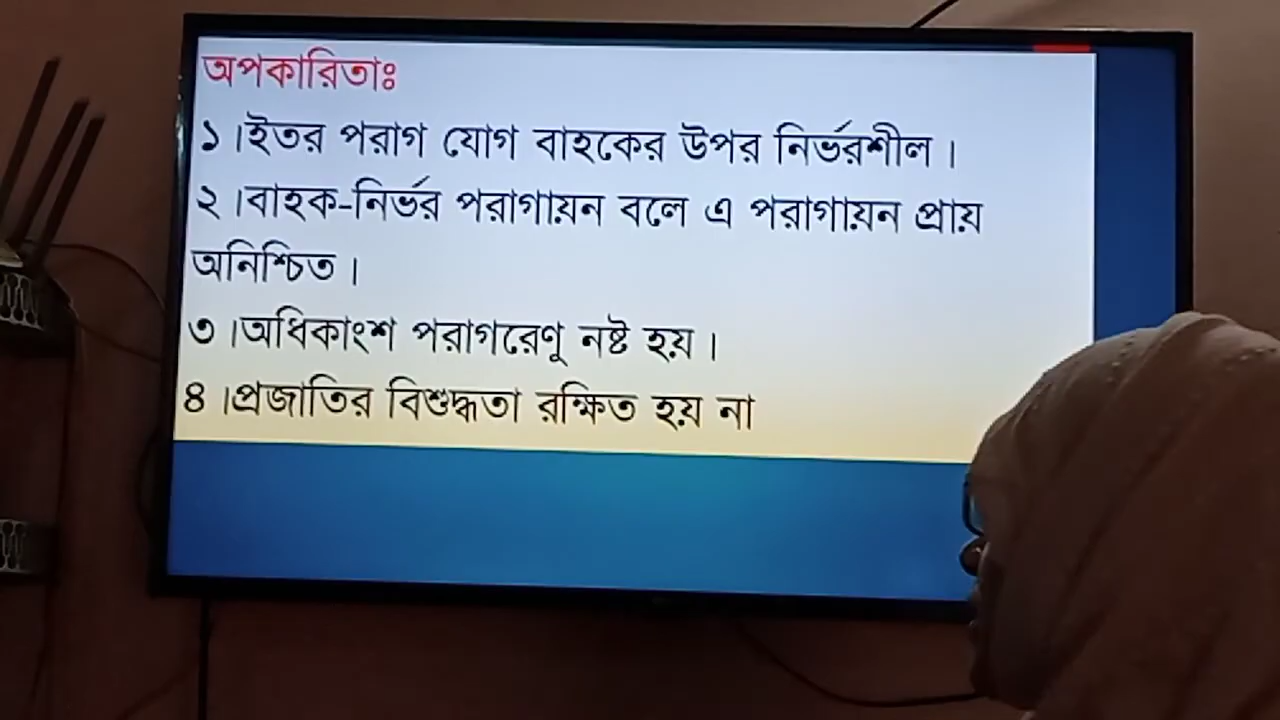 অপকারিতাঃ
১।ইতর পরাগ যোগ বাহকের উপর নির্ভরশীল।
২।বাহক-নির্ভর পরাগায়ন বলে এ পরাগায়ন প্রায়
অনিশ্চিত।
৩।অধিকাংশ পরাগরেণু নষ্ট হয়।
৪।প্রজাতির বিশুদ্ধতা রক্ষিত হয় না